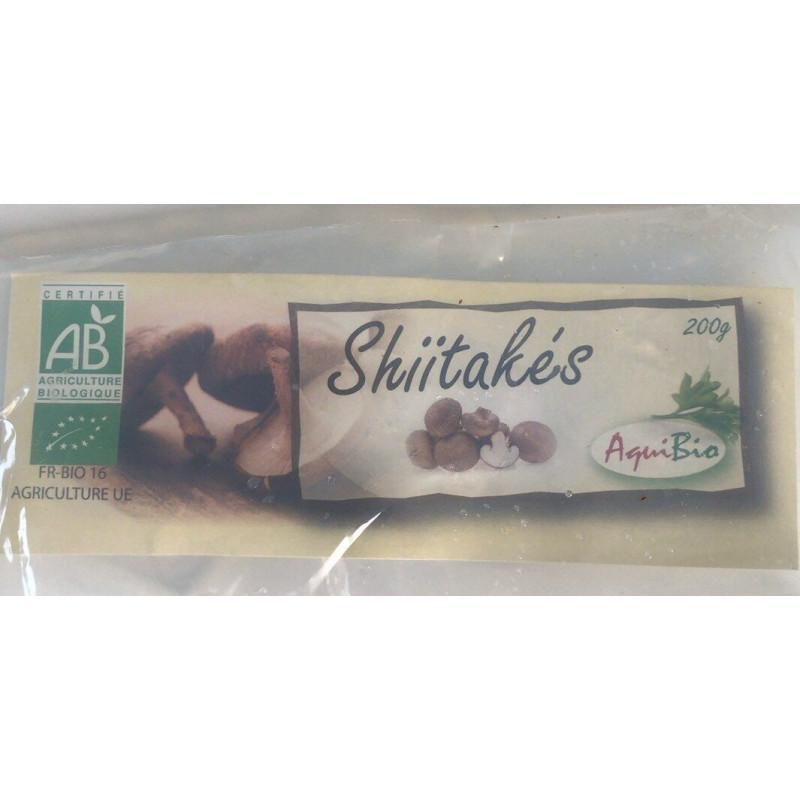 CERTIFIÉ
AB
AGRICULTURE
BIOLOGIQUE
FR-BIO 16
AGRICULTURE UE
Shiitakés
200g
AquiBio